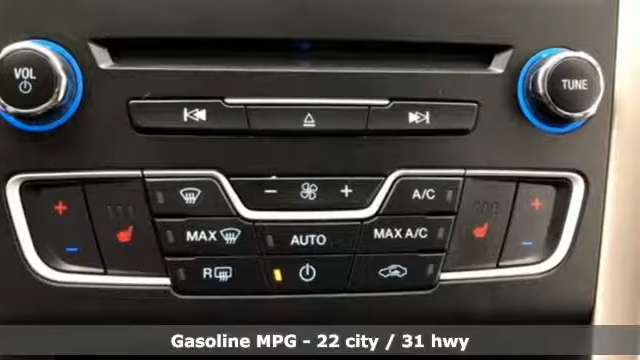 VOL
TUNE
− +
A/C
+ +
MAX AUTO MAX A/C
− −
R
Gasoline MPG - 22 city / 31 hwy